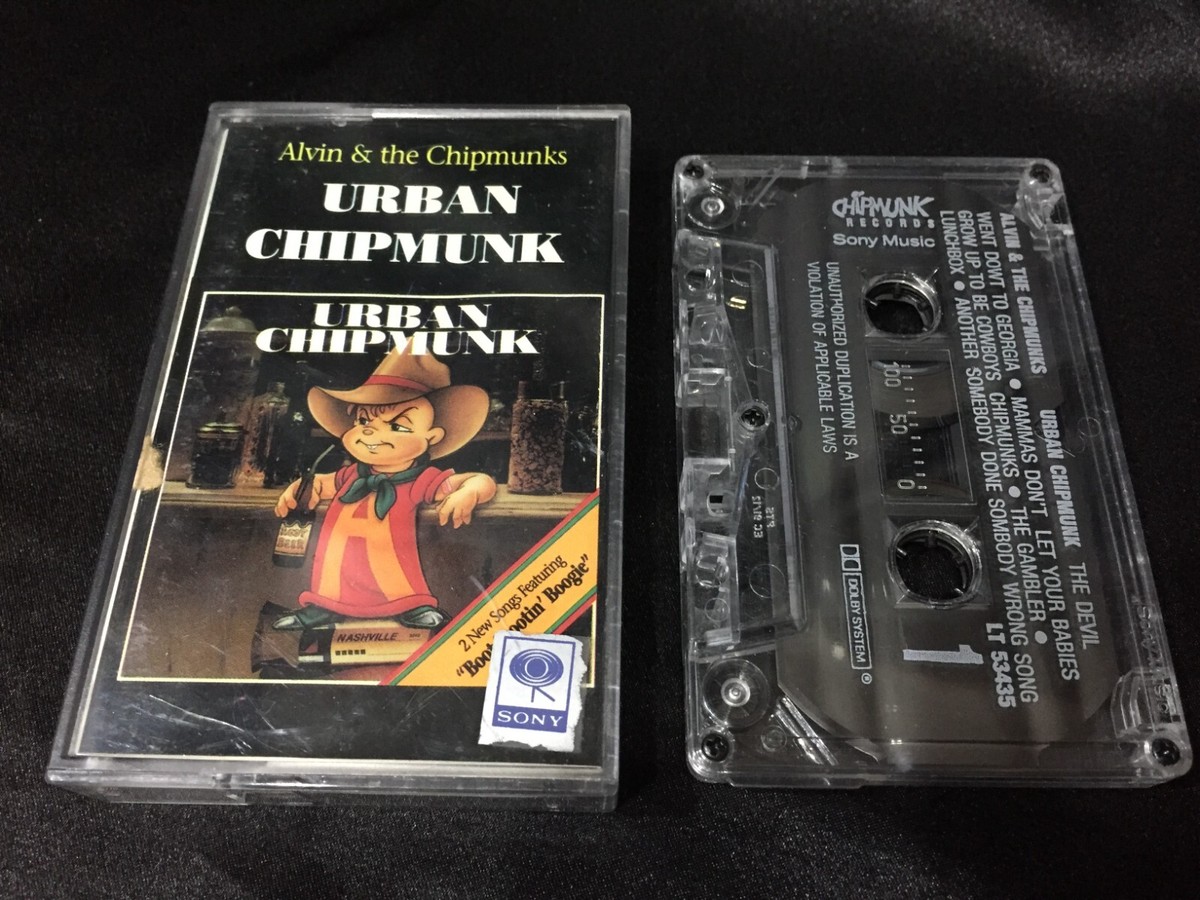 Alvin & the Chipmunks
URBAN
CHIPMUNK
URBAN
CHIPMUNK
ROOT
BEER
NASHVILLE
2 New Songs Featuring
"Boot Scootin' Boogie"
SONY
CHIPMUNK
RECORDS
Sony Music
UNAUTHORIZED DUPLICATION IS A
VIOLATION OF APPLICABLE LAWS
100 50 0
DOLBY SYSTEM
®
ALVIN & THE CHIPMUNKS URBAN CHIPMUNK THE DEVIL
WENT DOWT TO GEORGIA • MAMMAS DON'T LET YOUR BABIES
GROW UP TO BE COWBOYS CHIPMUNKS • THE GAMBLER •
LUNCHBOX • ANOTHER SOMEBODY DONE SOMBODY WRONG SONG
LT 53435
1